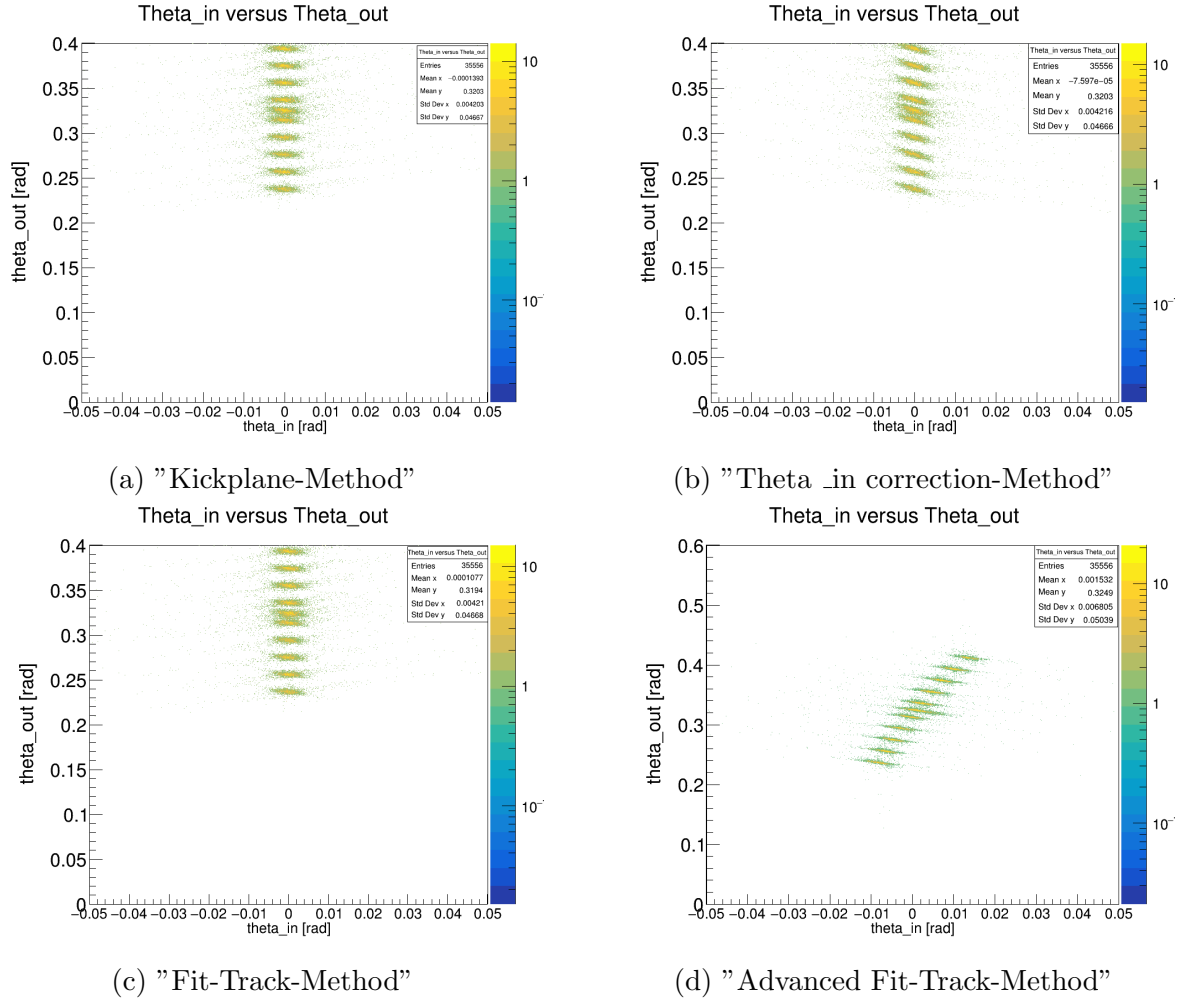 Theta_in versus Theta_out
theta_out [rad]
0.4
0.35
0.3
0.25
0.2
0.15
0.1
0.05
0
−0.05 −0.04 −0.03 −0.02 −0.01 0 0.01 0.02 0.03 0.04 0.05
theta_in [rad]
Theta_in versus Theta_out
Entries 35556
Mean x −0.0001393
Mean y 0.3203
Std Dev x 0.004203
Std Dev y 0.04667
10
1
10⁻
(a) ”Kickplane-Method”
Theta_in versus Theta_out
theta_out [rad]
0.4
0.35
0.3
0.25
0.2
0.15
0.1
0.05
0
−0.05 −0.04 −0.03 −0.02 −0.01 0 0.01 0.02 0.03 0.04 0.05
theta_in [rad]
Theta_in versus Theta_out
Entries 35556
Mean x −7.597e−05
Mean y 0.3203
Std Dev x 0.004216
Std Dev y 0.04666
10
1
10⁻
(b) ”Theta _in correction-Method”
Theta_in versus Theta_out
theta_out [rad]
0.4
0.35
0.3
0.25
0.2
0.15
0.1
0.05
0
−0.05 −0.04 −0.03 −0.02 −0.01 0 0.01 0.02 0.03 0.04 0.05
theta_in [rad]
Theta_in versus Theta_out
Entries 35556
Mean x 0.0001077
Mean y 0.3194
Std Dev x 0.00421
Std Dev y 0.04668
10
1
10⁻
(c) ”Fit-Track-Method”
Theta_in versus Theta_out
theta_out [rad]
0.6
0.5
0.4
0.3
0.2
0.1
0
−0.05 −0.04 −0.03 −0.02 −0.01 0 0.01 0.02 0.03 0.04 0.05
theta_in [rad]
Theta_in versus Theta_out
Entries 35556
Mean x 0.001532
Mean y 0.3249
Std Dev x 0.006805
Std Dev y 0.05039
10
1
10⁻
(d) ”Advanced Fit-Track-Method”